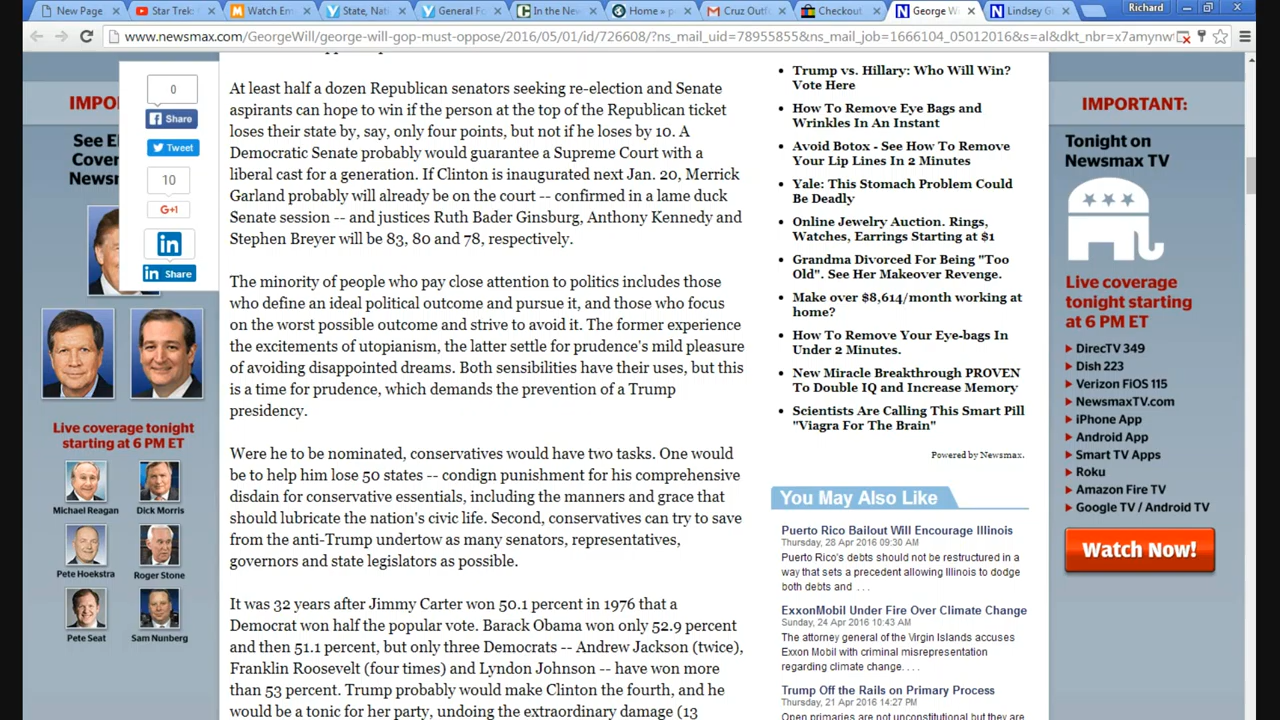 New Page
Star Trek:
Watch En
State, Nat
General Fo
In the Ne
Home » p
Cruz Outf
Checkout
George W
Lindsey G
Richard
www.newsmax.com/GeorgeWill/george-will-gop-must-oppose/2016/05/01/id/726608/?ns_mail_uid=78955855&ns_mail_job=1666104_05012016&s=al&dkt_nbr=x7amynw
IMPO
See El
Cover
Newsm
0
Share
Tweet
10
G+1
in
in Share
Live coverage tonight
starting at 6 PM ET
Michael Reagan
Dick Morris
Pete Hoekstra
Roger Stone
Pete Seat
Sam Nunberg
At least half a dozen Republican senators seeking re-election and Senate
aspirants can hope to win if the person at the top of the Republican ticket
loses their state by, say, only four points, but not if he loses by 10. A
Democratic Senate probably would guarantee a Supreme Court with a
liberal cast for a generation. If Clinton is inaugurated next Jan. 20, Merrick
Garland probably will already be on the court -- confirmed in a lame duck
Senate session -- and justices Ruth Bader Ginsburg, Anthony Kennedy and
Stephen Breyer will be 83, 80 and 78, respectively.
The minority of people who pay close attention to politics includes those
who define an ideal political outcome and pursue it, and those who focus
on the worst possible outcome and strive to avoid it. The former experience
the excitements of utopianism, the latter settle for prudence's mild pleasure
of avoiding disappointed dreams. Both sensibilities have their uses, but this
is a time for prudence, which demands the prevention of a Trump
presidency.
Were he to be nominated, conservatives would have two tasks. One would
be to help him lose 50 states -- condign punishment for his comprehensive
disdain for conservative essentials, including the manners and grace that
should lubricate the nation's civic life. Second, conservatives can try to save
from the anti-Trump undertow as many senators, representatives,
governors and state legislators as possible.
It was 32 years after Jimmy Carter won 50.1 percent in 1976 that a
Democrat won half the popular vote. Barack Obama won only 52.9 percent
and then 51.1 percent, but only three Democrats -- Andrew Jackson (twice),
Franklin Roosevelt (four times) and Lyndon Johnson -- have won more
than 53 percent. Trump probably would make Clinton the fourth, and he
would be a tonic for her party, undoing the extraordinary damage (13
Trump vs. Hillary: Who Will Win?
Vote Here
How To Remove Eye Bags and
Wrinkles In An Instant
Avoid Botox - See How To Remove
Your Lip Lines In 2 Minutes
Yale: This Stomach Problem Could
Be Deadly
Online Jewelry Auction. Rings,
Watches, Earrings Starting at $1
Grandma Divorced For Being "Too
Old". See Her Makeover Revenge.
Make over $8,614/month working at
home?
How To Remove Your Eye-bags In
Under 2 Minutes.
New Miracle Breakthrough PROVEN
To Double IQ and Increase Memory
Scientists Are Calling This Smart Pill
"Viagra For The Brain"
Powered by Newsmax.
You May Also Like
Puerto Rico Bailout Will Encourage Illinois
Thursday, 28 Apr 2016 09:30 AM
Puerto Rico's debts should not be restructured in a
way that sets a precedent allowing Illinois to dodge
both debts and . . .
ExxonMobil Under Fire Over Climate Change
Sunday, 24 Apr 2016 10:43 AM
The attorney general of the Virgin Islands accuses
Exxon Mobil with criminal misrepresentation
regarding climate change. . . .
Trump Off the Rails on Primary Process
Thursday, 21 Apr 2016 14:27 PM
Open primaries are not unconstitutional but they are
IMPORTANT:
Tonight on
Newsmax TV
Live coverage
tonight starting
at 6 PM ET
DirecTV 349
Dish 223
Verizon FiOS 115
NewsmaxTV.com
iPhone App
Android App
Smart TV Apps
Roku
Amazon Fire TV
Google TV / Android TV
Watch Now!